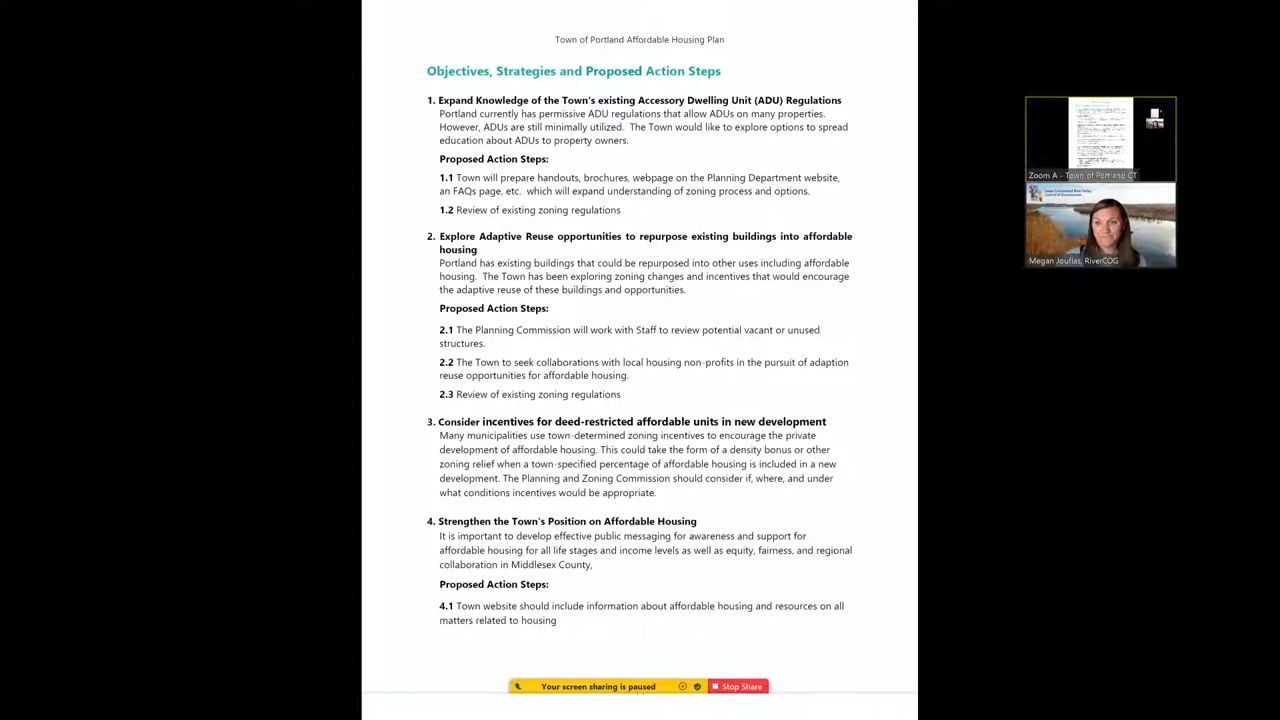 Town of Portland Affordable Housing Plan
Objectives, Strategies and Proposed Action Steps
1. Expand Knowledge of the Town's existing Accessory Dwelling Unit (ADU) Regulations
Portland currently has permissive ADU regulations that allow ADUs on many properties.
However, ADUs are still minimally utilized. The Town would like to explore options to spread
education about ADUs to property owners.
Proposed Action Steps:
1.1 Town will prepare handouts, brochures, webpage on the Planning Department website,
an FAQs page, etc. which will expand understanding of zoning process and options.
1.2 Review of existing zoning regulations
2. Explore Adaptive Reuse opportunities to repurpose existing buildings into affordable
housing
Portland has existing buildings that could be repurposed into other uses including affordable
housing. The Town has been exploring zoning changes and incentives that would encourage
the adaptive reuse of these buildings and opportunities.
Proposed Action Steps:
2.1 The Planning Commission will work with Staff to review potential vacant or unused
structures.
2.2 The Town to seek collaborations with local housing non-profits in the pursuit of adaption
reuse opportunities for affordable housing.
2.3 Review of existing zoning regulations
3. Consider incentives for deed-restricted affordable units in new development
Many municipalities use town-determined zoning incentives to encourage the private
development of affordable housing. This could take the form of a density bonus or other
zoning relief when a town-specified percentage of affordable housing is included in a new
development. The Planning and Zoning Commission should consider if, where, and under
what conditions incentives would be appropriate.
4. Strengthen the Town's Position on Affordable Housing
It is important to develop effective public messaging for awareness and support for
affordable housing for all life stages and income levels as well as equity, fairness, and regional
collaboration in Middlesex County,
Proposed Action Steps:
4.1 Town website should include information about affordable housing and resources on all
matters related to housing
Your screen sharing is paused
Stop Share
Zoom A - Town of Portland CT
Lower Connecticut River Valley
Council of Governments
Megan Jouflas, RiverCOG